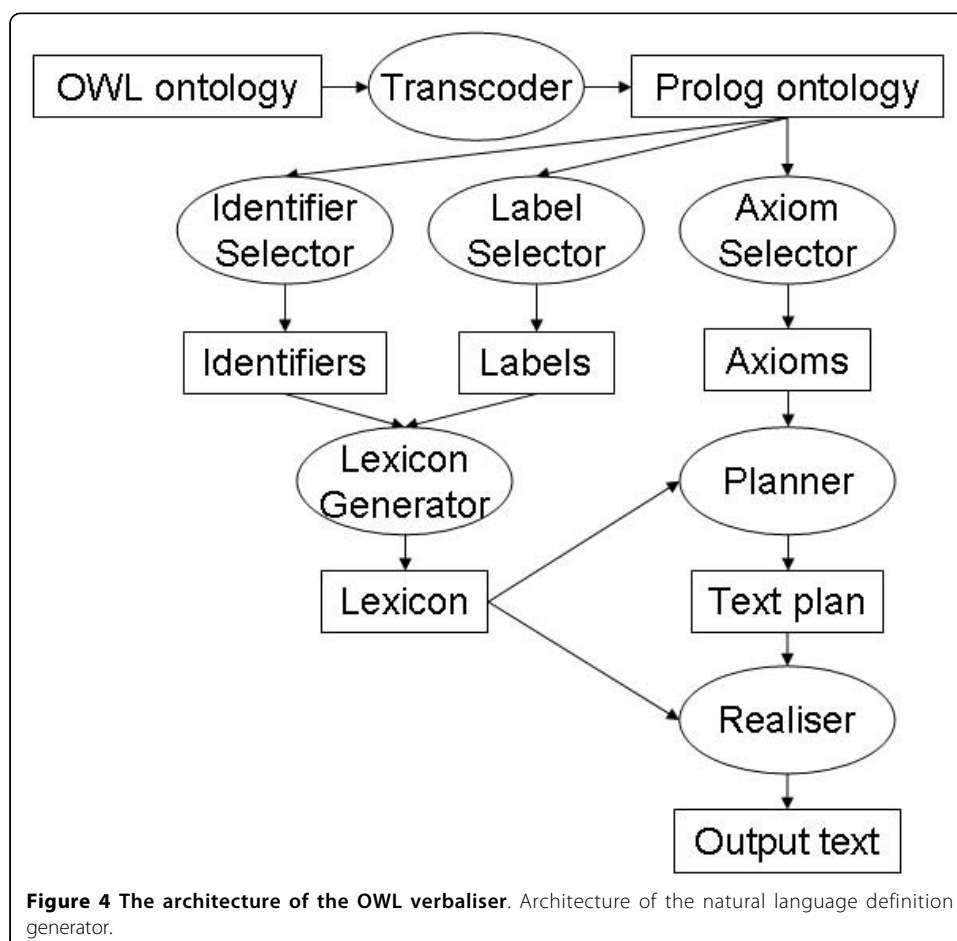 OWL ontology
Transcoder
Prolog ontology
Identifier
Selector
Label
Selector
Axiom
Selector
Identifiers
Labels
Axioms
Lexicon
Generator
Planner
Lexicon
Text plan
Realiser
Output text
Figure 4 The architecture of the OWL verbaliser. Architecture of the natural language definition
generator.